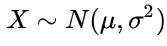 X ∼ N(μ, σ²)